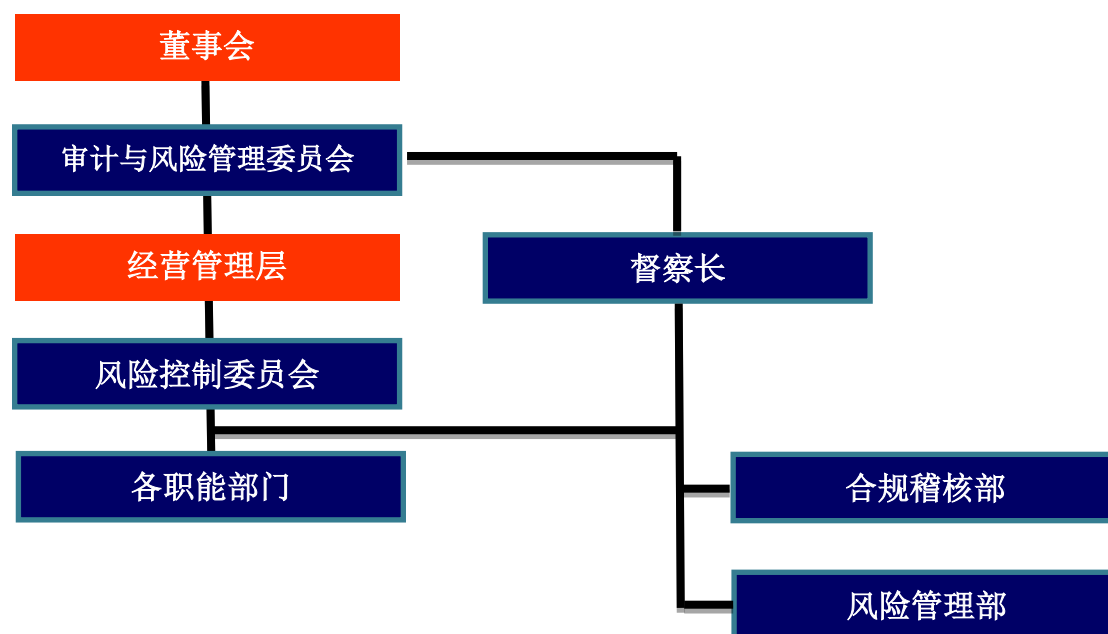 董事会
审计与风险管理委员会
经营管理层
督察长
风险控制委员会
各职能部门
合规稽核部
风险管理部